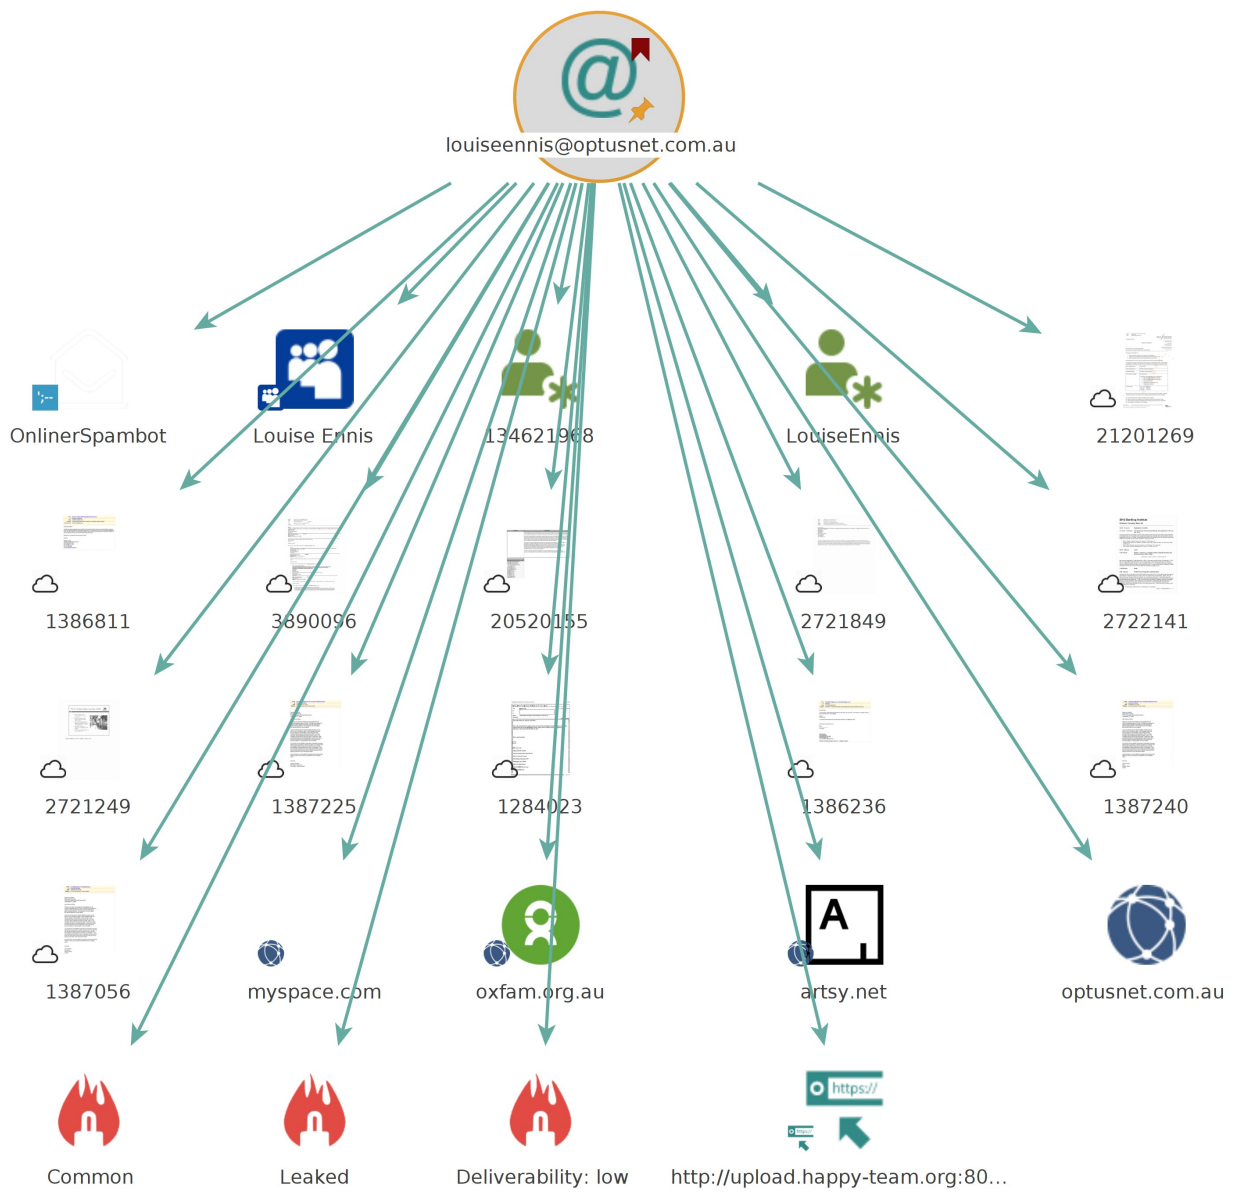 @
louiseennis@optusnet.com.au
OnlinerSpambot
Louise Ennis
134621968
LouiseEnnis
21201269
1386811
3890096
20520155
2721849
2722141
2721249
1387225
1284023
1386236
1387240
A
1387056
myspace.com
oxfam.org.au
artsy.net
optusnet.com.au
https://
Common
Leaked
Deliverability: low
http://upload.happy-team.org:80...